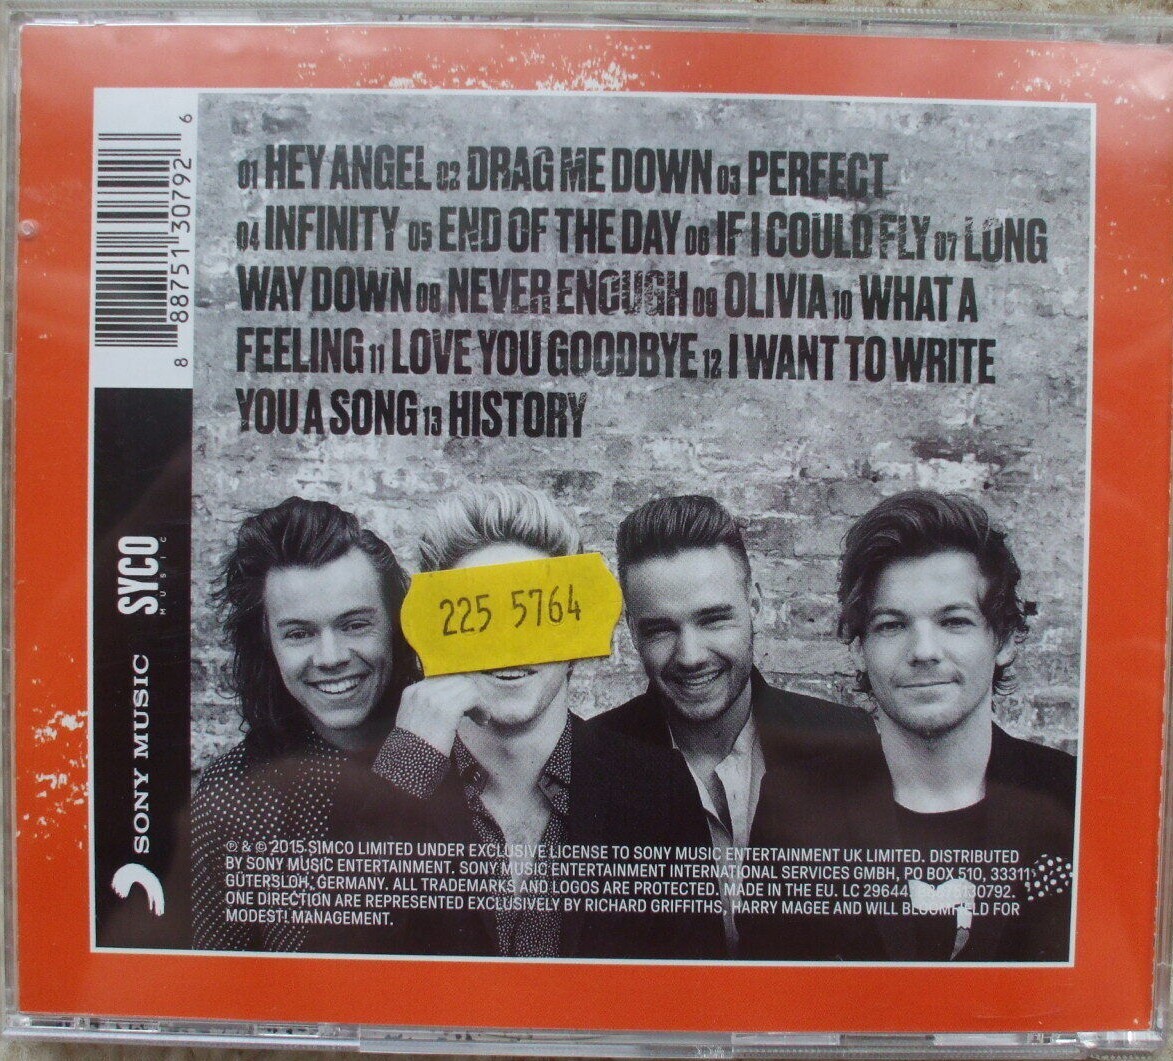 01 HEY ANGEL 02 DRAG ME DOWN 03 PERFECT
04 INFINITY 05 END OF THE DAY 06 IF I COULD FLY 07 LONG
WAY DOWN 08 NEVER ENOUGH 09 OLIVIA 10 WHAT A
FEELING 11 LOVE YOU GOODBYE 12 I WANT TO WRITE
YOU A SONG 13 HISTORY
8 88751 30792 6
SYCO
MUSIC
SONY MUSIC
225 5764
℗ & © 2015 SIMCO LIMITED UNDER EXCLUSIVE LICENSE TO SONY MUSIC ENTERTAINMENT UK LIMITED. DISTRIBUTED
BY SONY MUSIC ENTERTAINMENT. SONY MUSIC ENTERTAINMENT INTERNATIONAL SERVICES GMBH, PO BOX 510, 33311
GÜTERSLOH, GERMANY. ALL TRADEMARKS AND LOGOS ARE PROTECTED. MADE IN THE EU. LC 29644. 88875130792.
ONE DIRECTION ARE REPRESENTED EXCLUSIVELY BY RICHARD GRIFFITHS, HARRY MAGEE AND WILL BLOOMFIELD FOR
MODEST! MANAGEMENT.